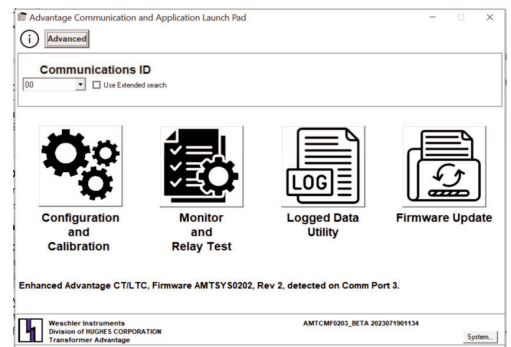 Advantage Communication and Application Launch Pad
Advanced
Communications ID
00
Use Extended search
LOG
Configuration
and
Calibration
Monitor
and
Relay Test
Logged Data
Utility
Firmware Update
Enhanced Advantage CT/LTC, Firmware AMTSYS0202, Rev 2, detected on Comm Port 3.
Weschler Instruments
Division of HUGHES CORPORATION
Transformer Advantage
AMTCMF0203_BETA 2023071901134
System...